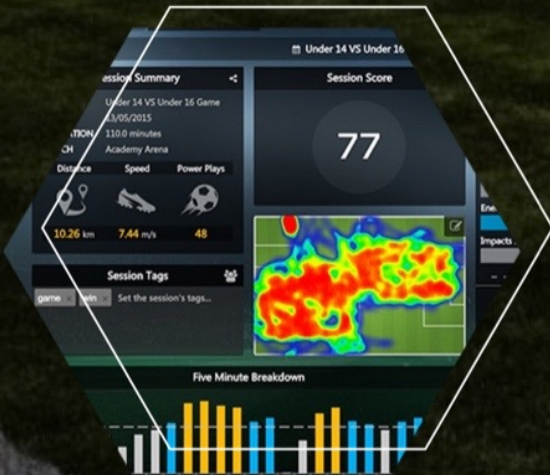 Under 14 VS Under 16
Session Summary
Under 14 VS Under 16 Game
13/05/2015
110.0 minutes
Academy Arena
Distance Speed Power Plays
10.26 km 7.44 m/s 48
Session Tags
game × win × Set the session's tags...
Session Score
77
Impacts
Five Minute Breakdown